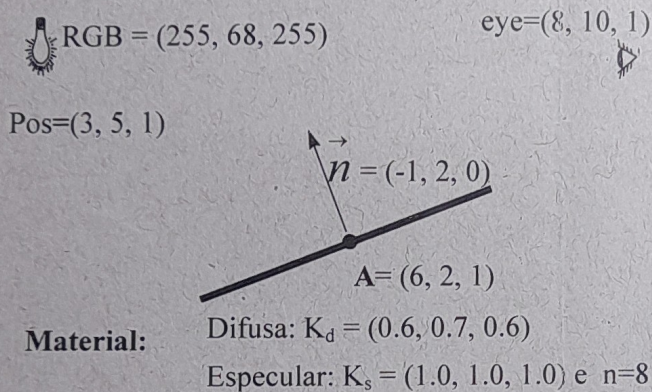 RGB = (255, 68, 255)
eye=(8, 10, 1)
Pos=(3, 5, 1)
n = (-1, 2, 0)
A= (6, 2, 1)
Material:
Difusa: Kd = (0.6, 0.7, 0.6)
Especular: Ks = (1.0, 1.0, 1.0) e n=8